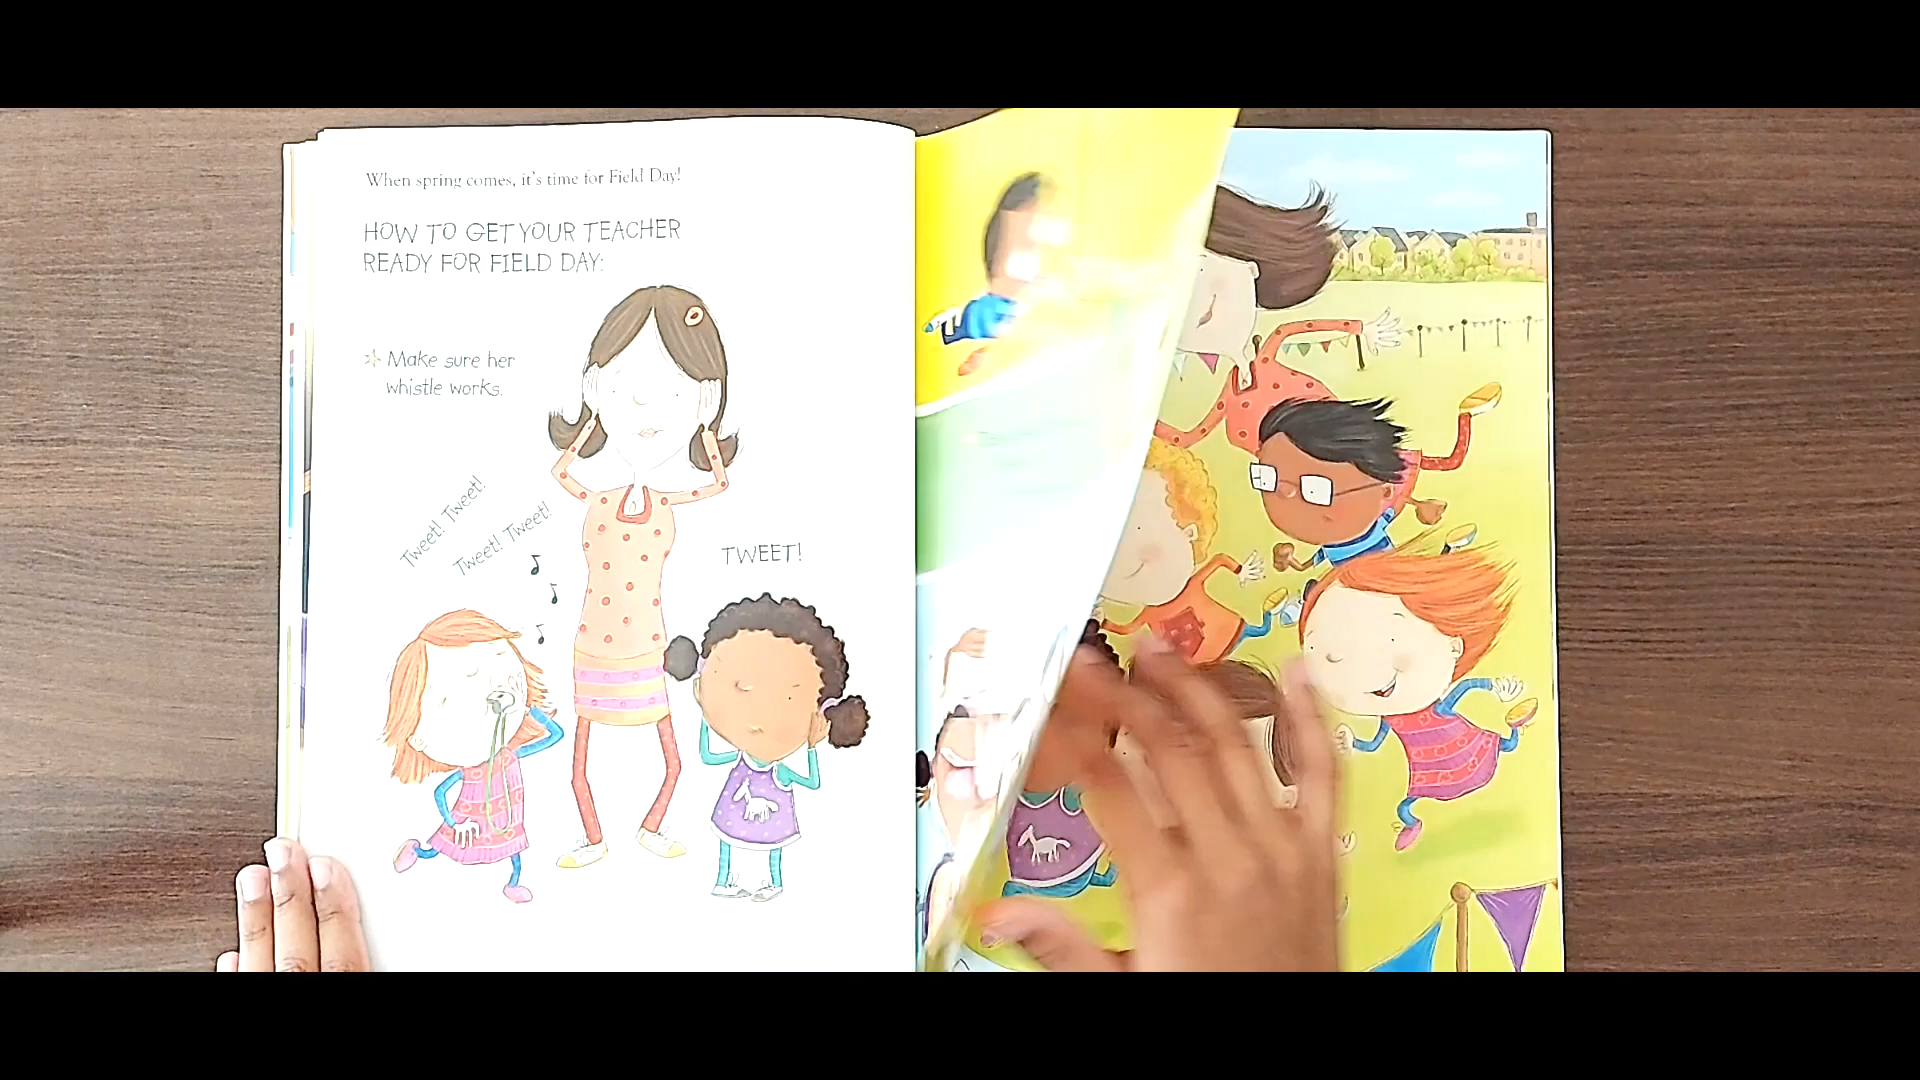 When spring comes, it's time for Field Day!
HOW TO GET YOUR TEACHER
READY FOR FIELD DAY:
Make sure her
whistle works.
Tweet! Tweet!
Tweet! Tweet!
TWEET!